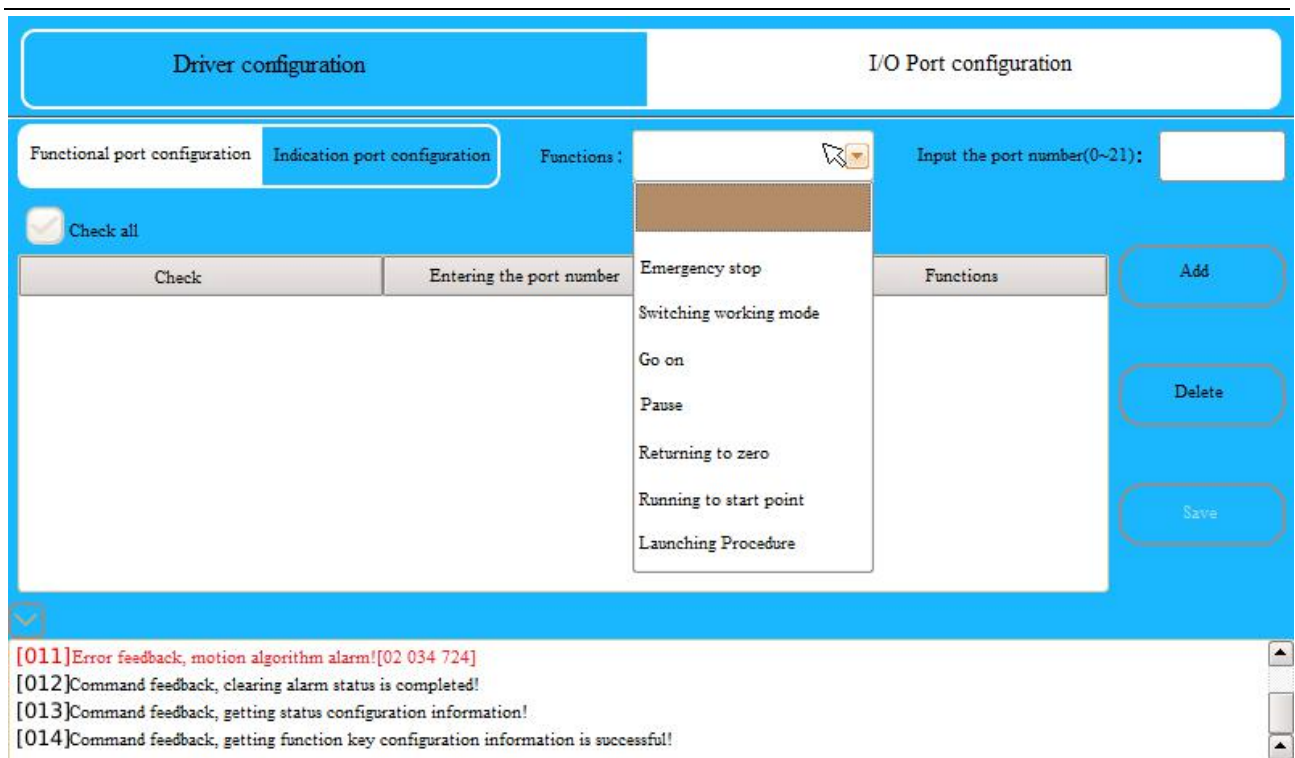 Driver configuration
I/O Port configuration
Functional port configuration
Indication port configuration
Functions:
Input the port number(0~21):
Check all
Check
Entering the port number
Functions
Emergency stop
Switching working mode
Go on
Pause
Returning to zero
Running to start point
Launching Procedure
Add
Delete
Save
[011]Error feedback, motion algorithm alarm![02 034 724]
[012]Command feedback, clearing alarm status is completed!
[013]Command feedback, getting status configuration information!
[014]Command feedback, getting function key configuration information is successful!